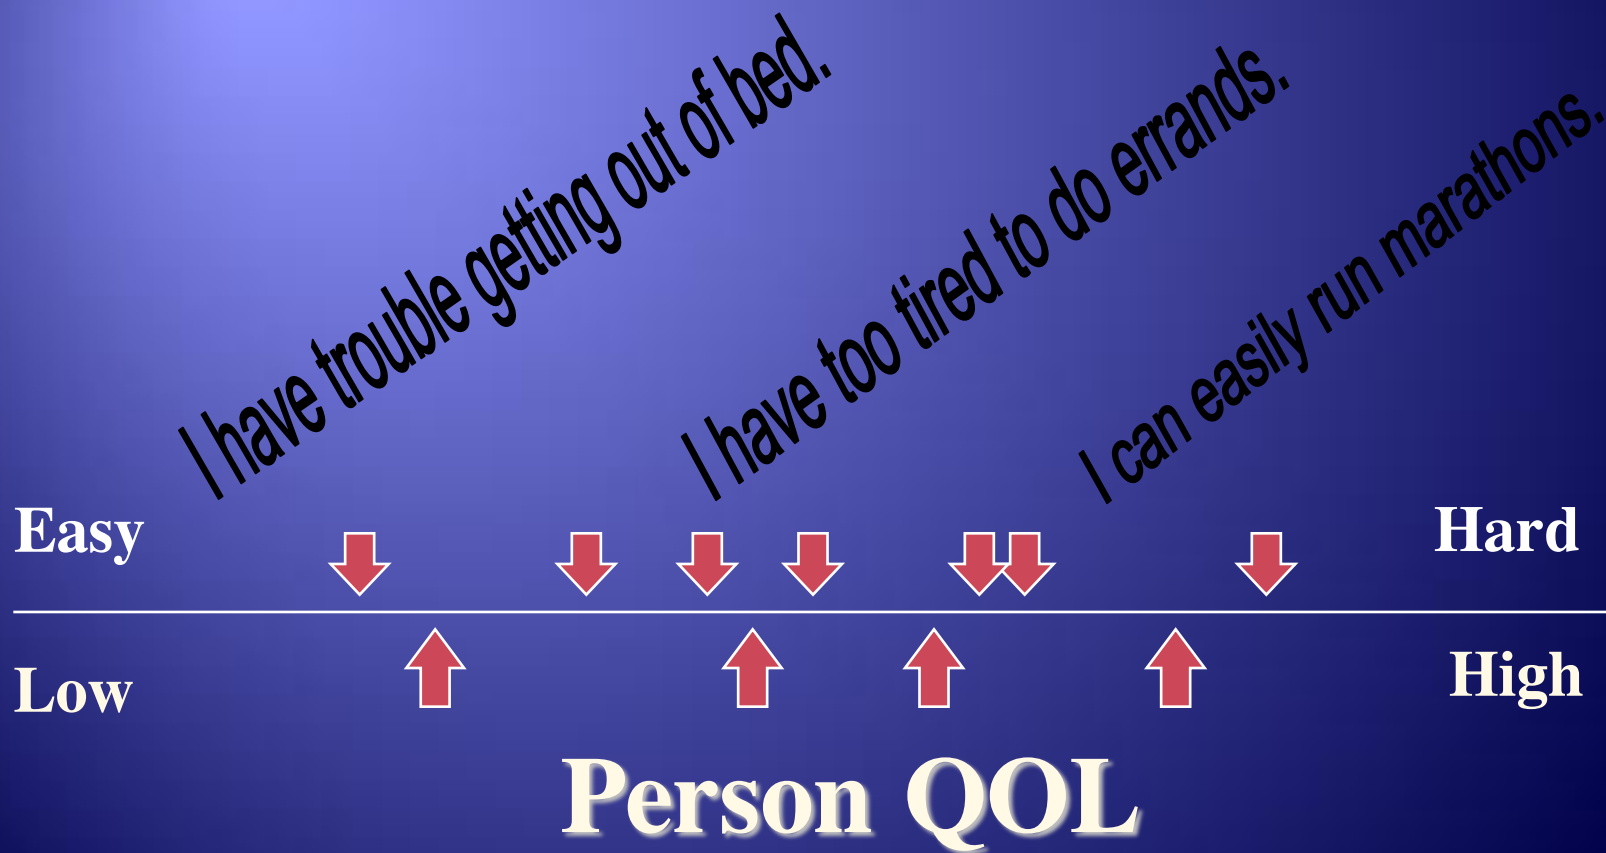 I have trouble getting out of bed.
I have too tired to do errands.
I can easily run marathons.
Easy
Hard
Low
High
Person QOL